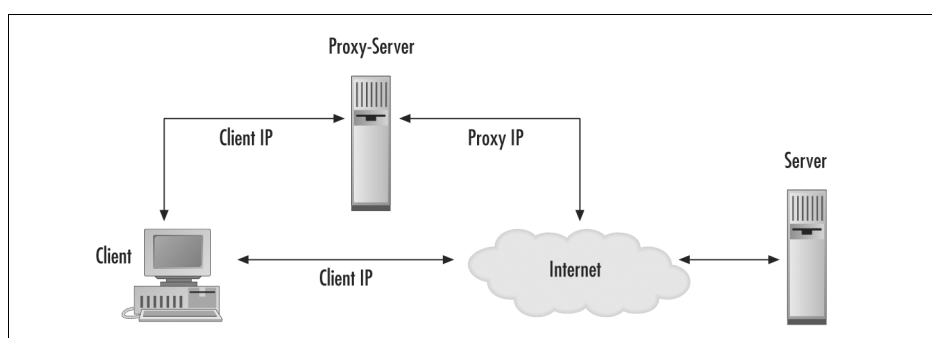 Proxy-Server
Client IP
Proxy IP
Server
Client
Client IP
Internet